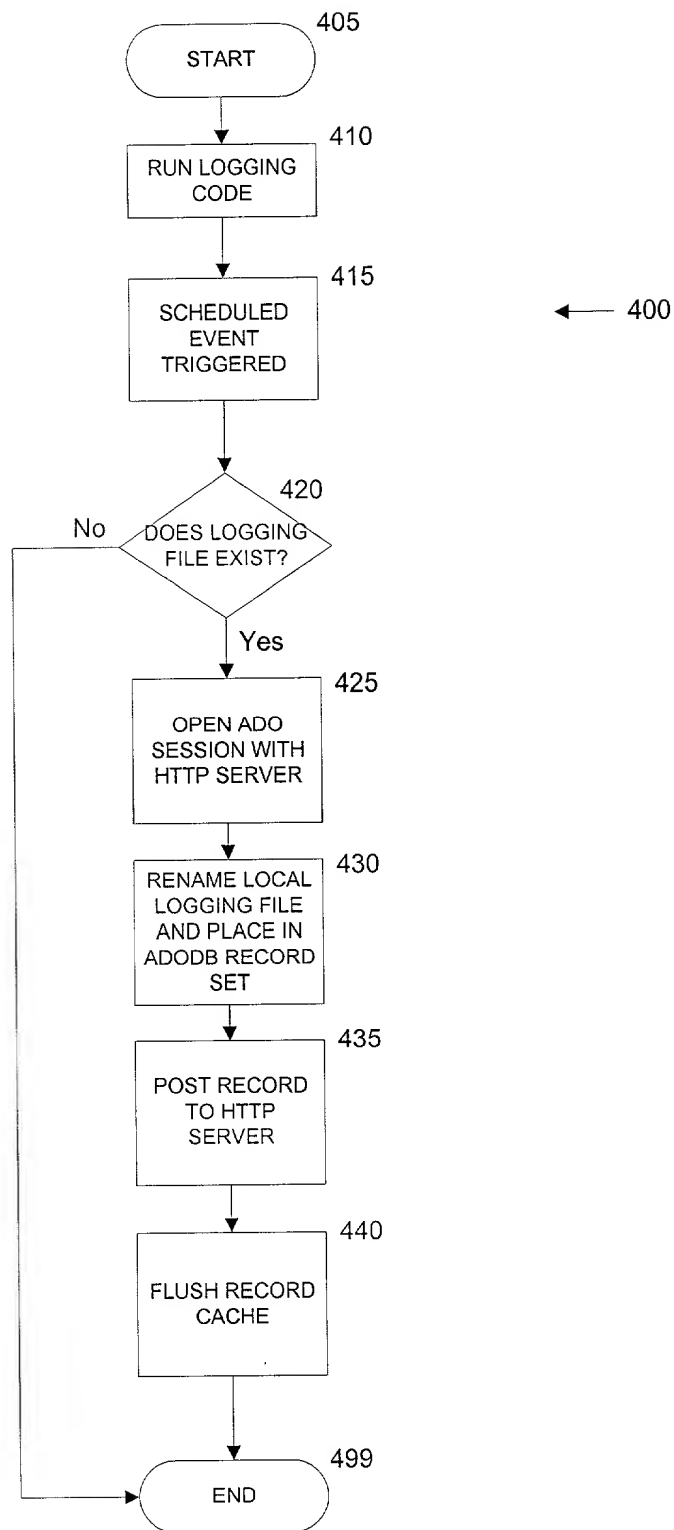 405
START
410
RUN LOGGING
CODE
415
SCHEDULED
EVENT
TRIGGERED
400
420
No
DOES LOGGING
FILE EXIST?
Yes
425
OPEN ADO
SESSION WITH
HTTP SERVER
430
RENAME LOCAL
LOGGING FILE
AND PLACE IN
ADODB RECORD
SET
435
POST RECORD
TO HTTP
SERVER
440
FLUSH RECORD
CACHE
499
END